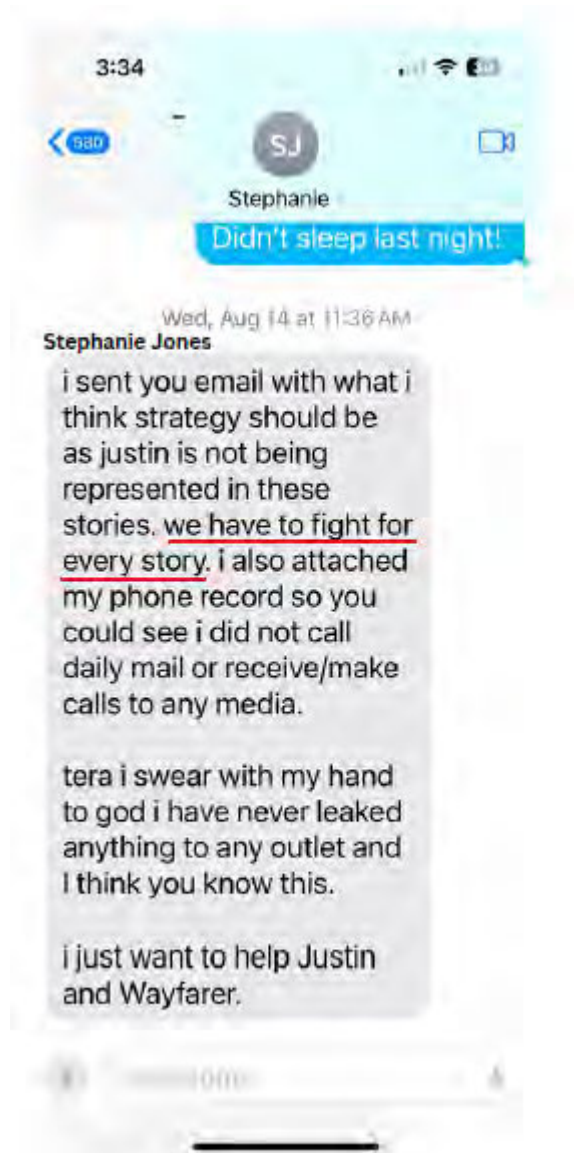 3:34
SJ
Stephanie
Didn't sleep last night!
Wed, Aug 14 at 11:36 AM
Stephanie Jones
i sent you email with what i
think strategy should be
as justin is not being
represented in these
stories. we have to fight for
every story. i also attached
my phone record so you
could see i did not call
daily mail or receive/make
calls to any media.
tera i swear with my hand
to god i have never leaked
anything to any outlet and
I think you know this.
i just want to help Justin
and Wayfarer.